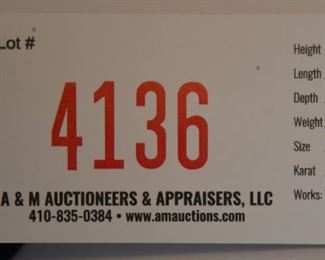 Lot #
4136
A & M AUCTIONEERS & APPRAISERS, LLC
410-835-0384 • www.amauctions.com
Height
Length
Depth
Weight
Size
Karat
Works: